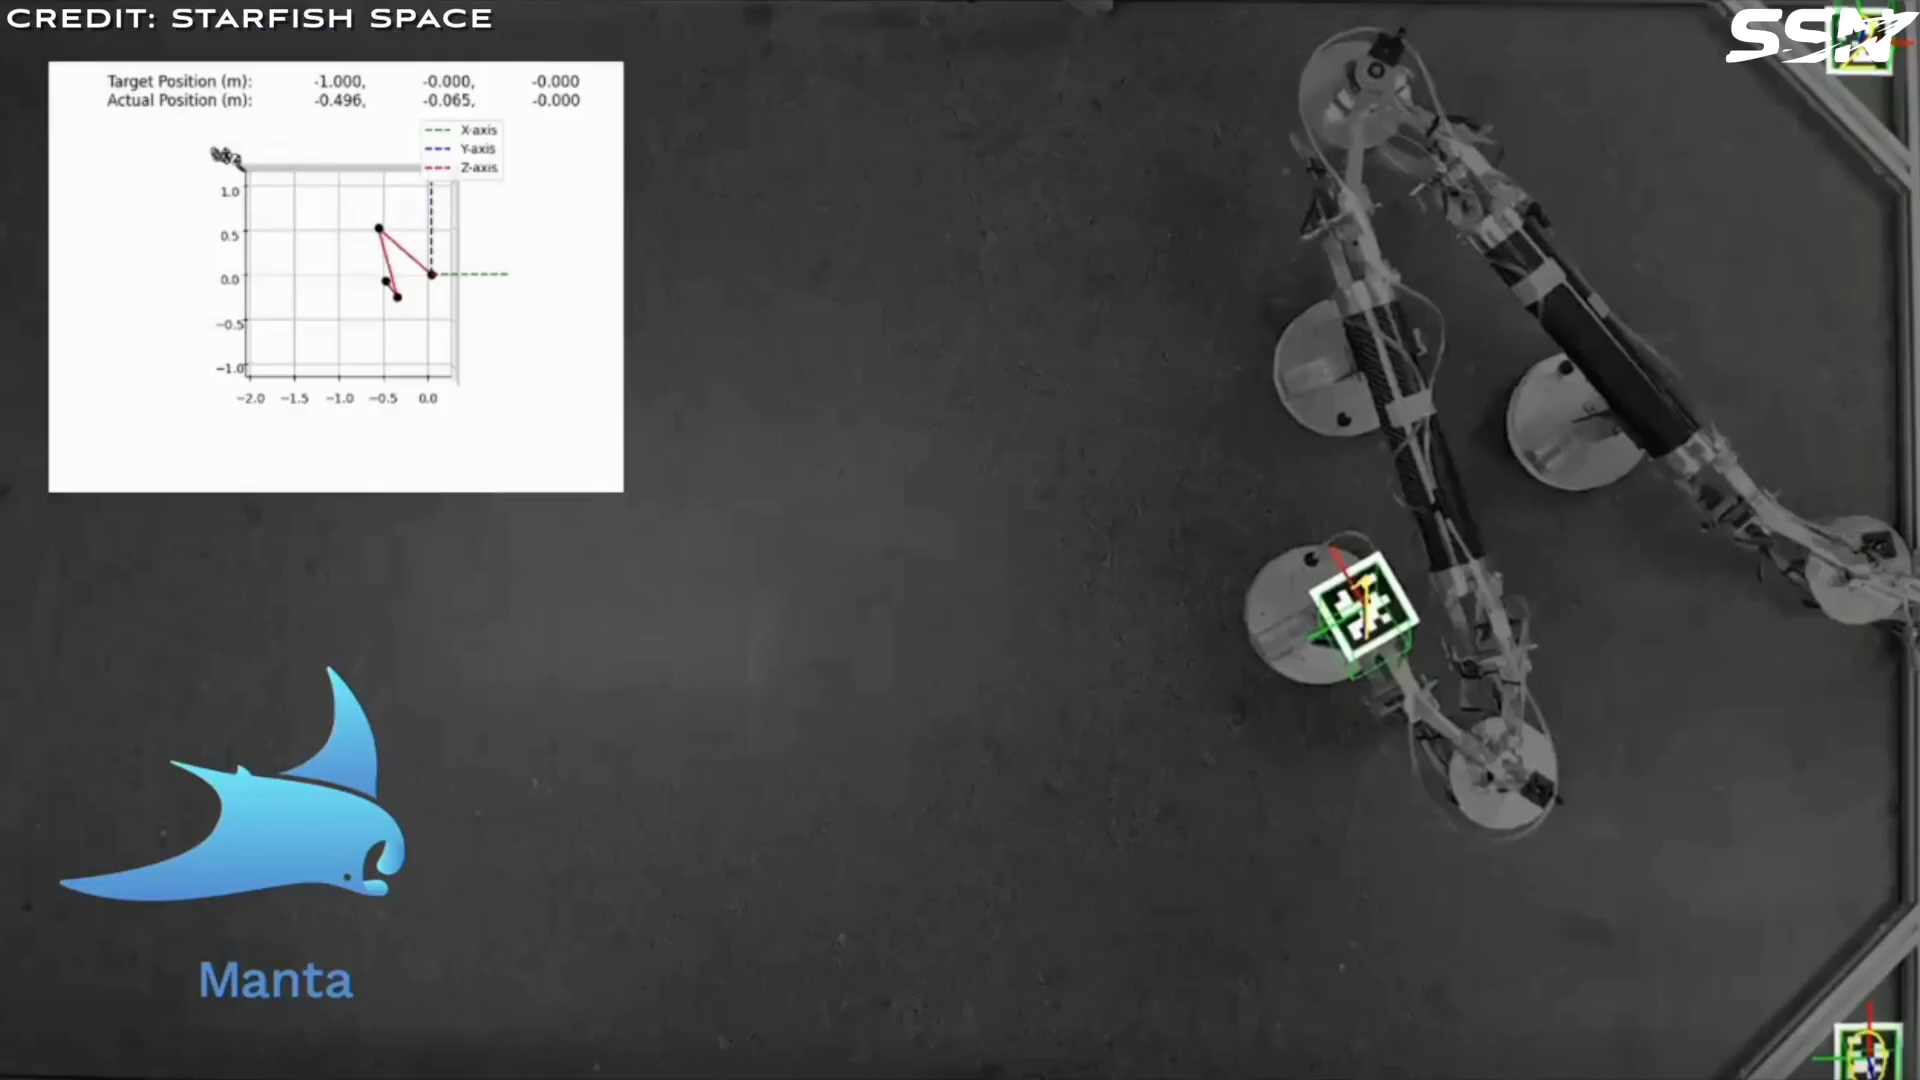 CREDIT: STARFISH SPACE
SSN
Target Position (m): -1.000, -0.000, -0.000
Actual Position (m): -0.496, -0.065, -0.000
X-axis
Y-axis
Z-axis
1.0
0.5
0.0
−0.5
−1.0
−2.0 −1.5 −1.0 −0.5 0.0
Manta